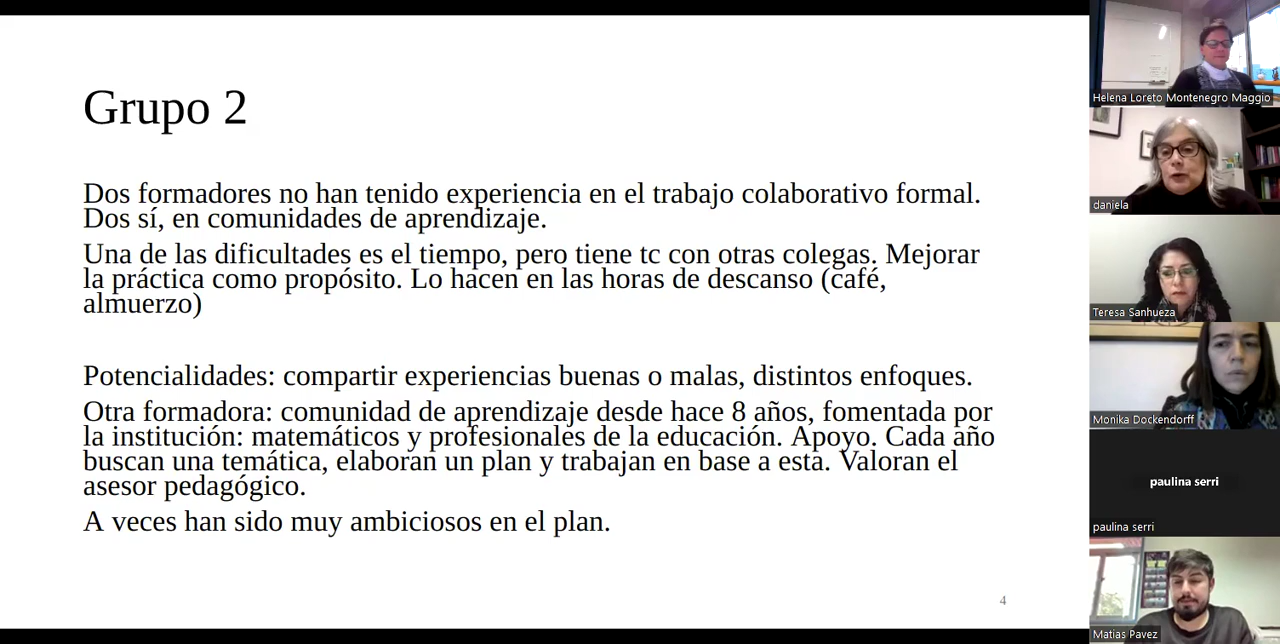 Grupo 2
Dos formadores no han tenido experiencia en el trabajo colaborativo formal.
Dos sí, en comunidades de aprendizaje.
Una de las dificultades es el tiempo, pero tiene tc con otras colegas. Mejorar
la práctica como propósito. Lo hacen en las horas de descanso (café,
almuerzo)
Potencialidades: compartir experiencias buenas o malas, distintos enfoques.
Otra formadora: comunidad de aprendizaje desde hace 8 años, fomentada por
la institución: matemáticos y profesionales de la educación. Apoyo. Cada año
buscan una temática, elaboran un plan y trabajan en base a esta. Valoran el
asesor pedagógico.
A veces han sido muy ambiciosos en el plan.
4
Helena Loreto Montenegro Maggio
daniela
Teresa Sanhueza
Monika Dockendorff
paulina serri
paulina serri
Matias Pavez